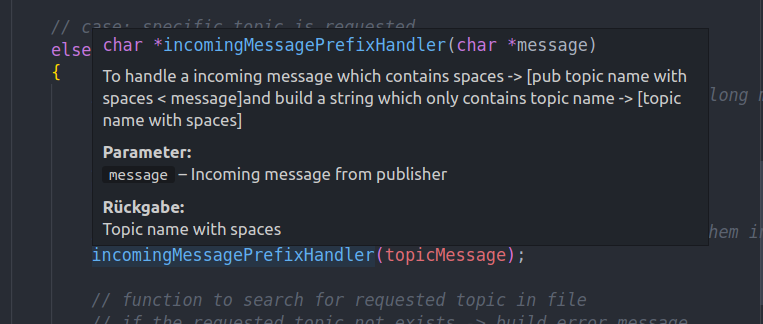 // case: specific topic is requested
else
{
char *incomingMessagePrefixHandler(char *message)
To handle a incoming message which contains spaces -> [pub topic name with
spaces < message]and build a string which only contains topic name -> [topic
name with spaces]
long
Parameter:
message – Incoming message from publisher
Rückgabe:
Topic name with spaces
hem
incomingMessagePrefixHandler(topicMessage);
// function to search for requested topic in file
// if the requested topic not exists -> build error message